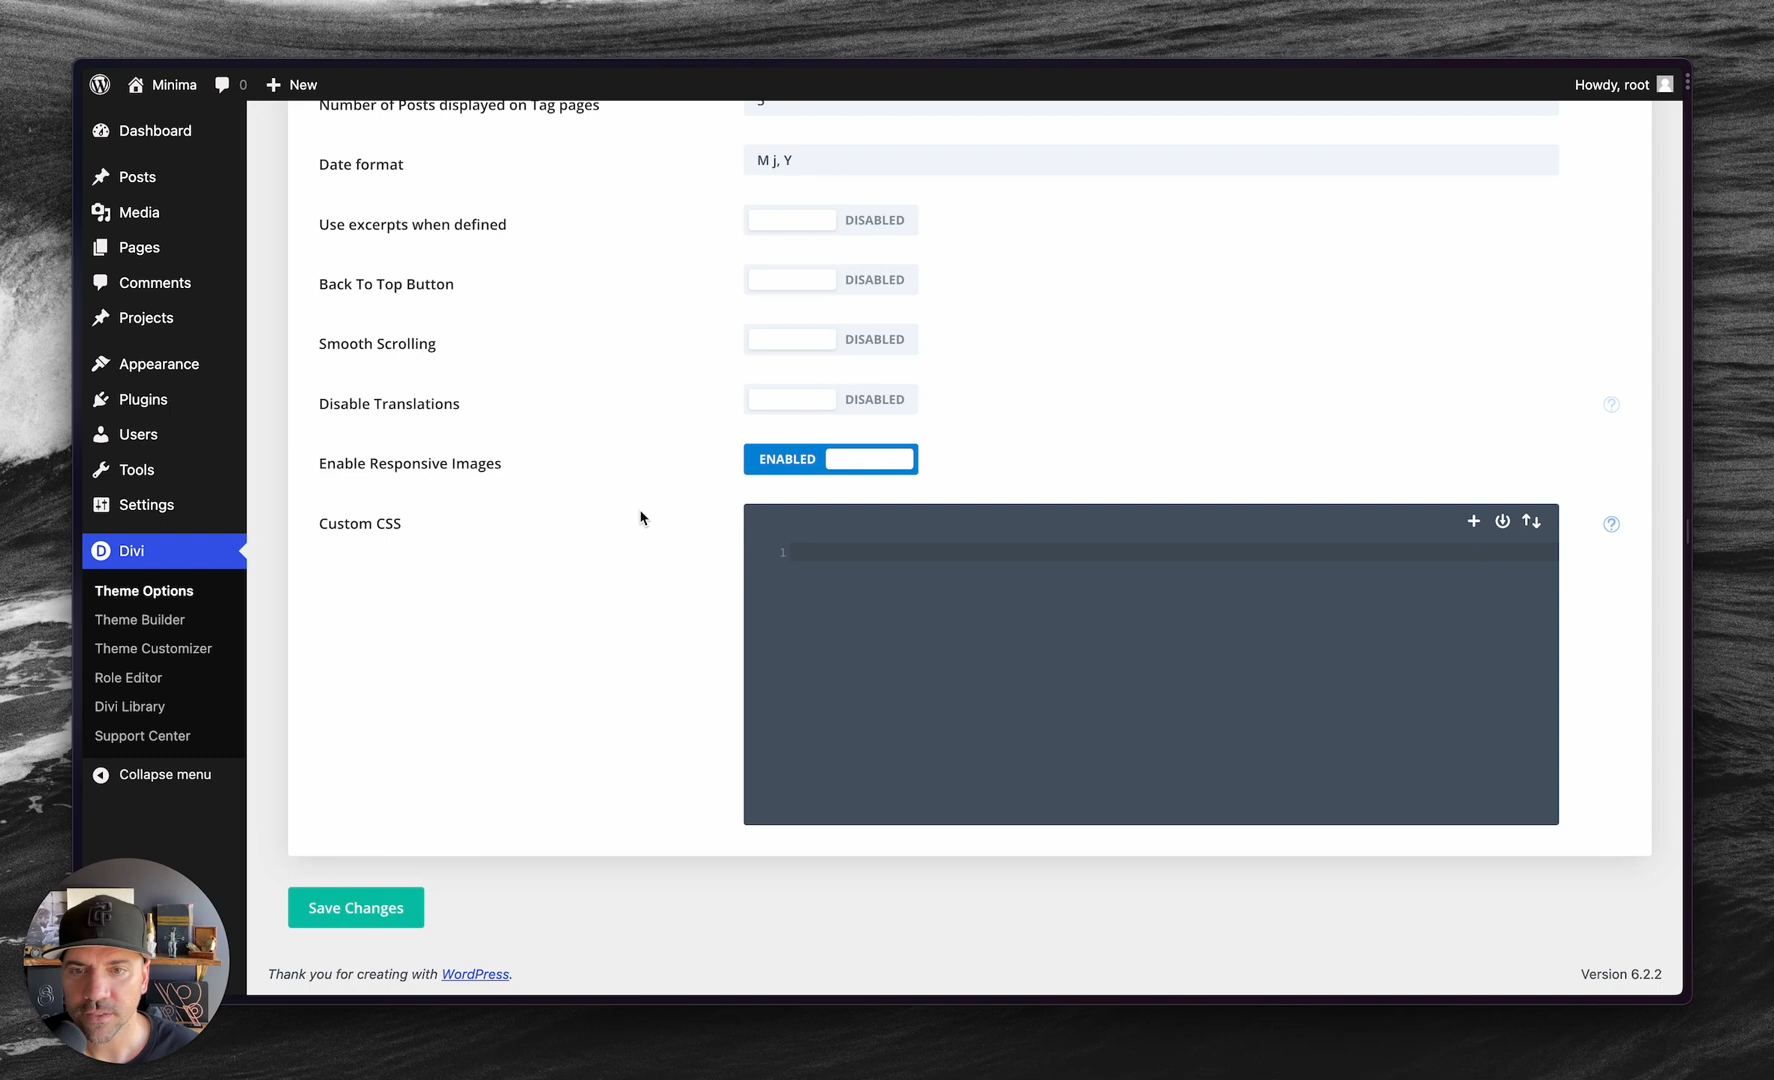 Minima
0
New
Howdy, root
Number of Posts displayed on Tag pages
Dashboard
Date format
M j, Y
Posts
Media
Use excerpts when defined
DISABLED
Pages
Comments
Back To Top Button
DISABLED
Projects
Smooth Scrolling
DISABLED
Appearance
Plugins
Disable Translations
DISABLED
?
Users
Tools
Enable Responsive Images
ENABLED
Settings
Custom CSS
?
Divi
1
Theme Options
Theme Builder
Theme Customizer
Role Editor
Divi Library
Support Center
Collapse menu
Save Changes
Thank you for creating with WordPress.
Version 6.2.2